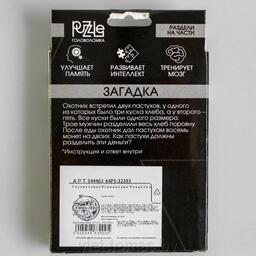 Puzzle
ГОЛОВОЛОМКА
РАЗДЕЛИ
НА ЧАСТИ
УЛУЧШАЕТ
ПАМЯТЬ
РАЗВИВАЕТ
ИНТЕЛЛЕКТ
ТРЕНИРУЕТ
МОЗГ
ЗАГАДКА
Охотник встретил двух пастухов, у одного
из которых было три куска хлеба, а у второго -
пять. Все куски были одного размера.
Трое мужчин разделили весь хлеб поровну.
После еды охотник дал пастухам восемь
монет на двоих. Как пастухи должны
разделить эти деньги?
*Инструкция и ответ внутри
АРТ. 544463